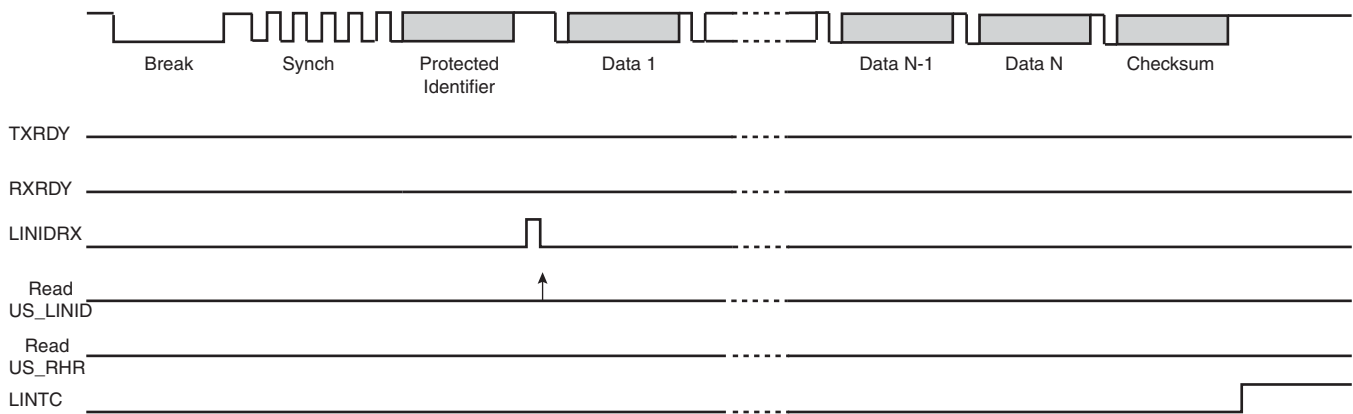 Break Synch Protected Data 1 Data N-1 Data N Checksum
Identifier
TXRDY
RXRDY
LINIDRX
Read
US_LINID
Read
US_RHR
LINTC